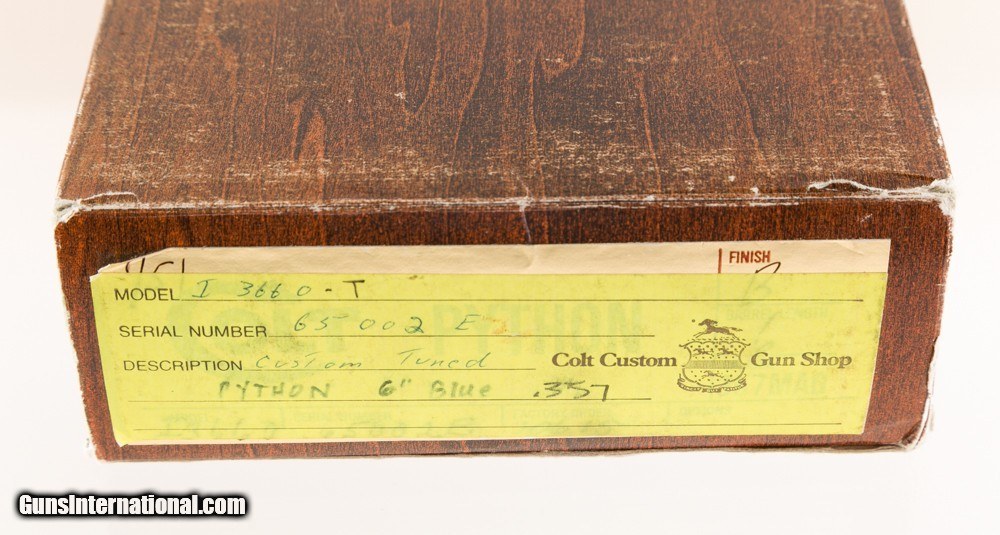 FINISH
MODEL I 3660-T
SERIAL NUMBER 65002 E
DESCRIPTION Custom Tuned
PYTHON 6" Blue .357
Colt Custom Gun Shop
GunsInternational.com